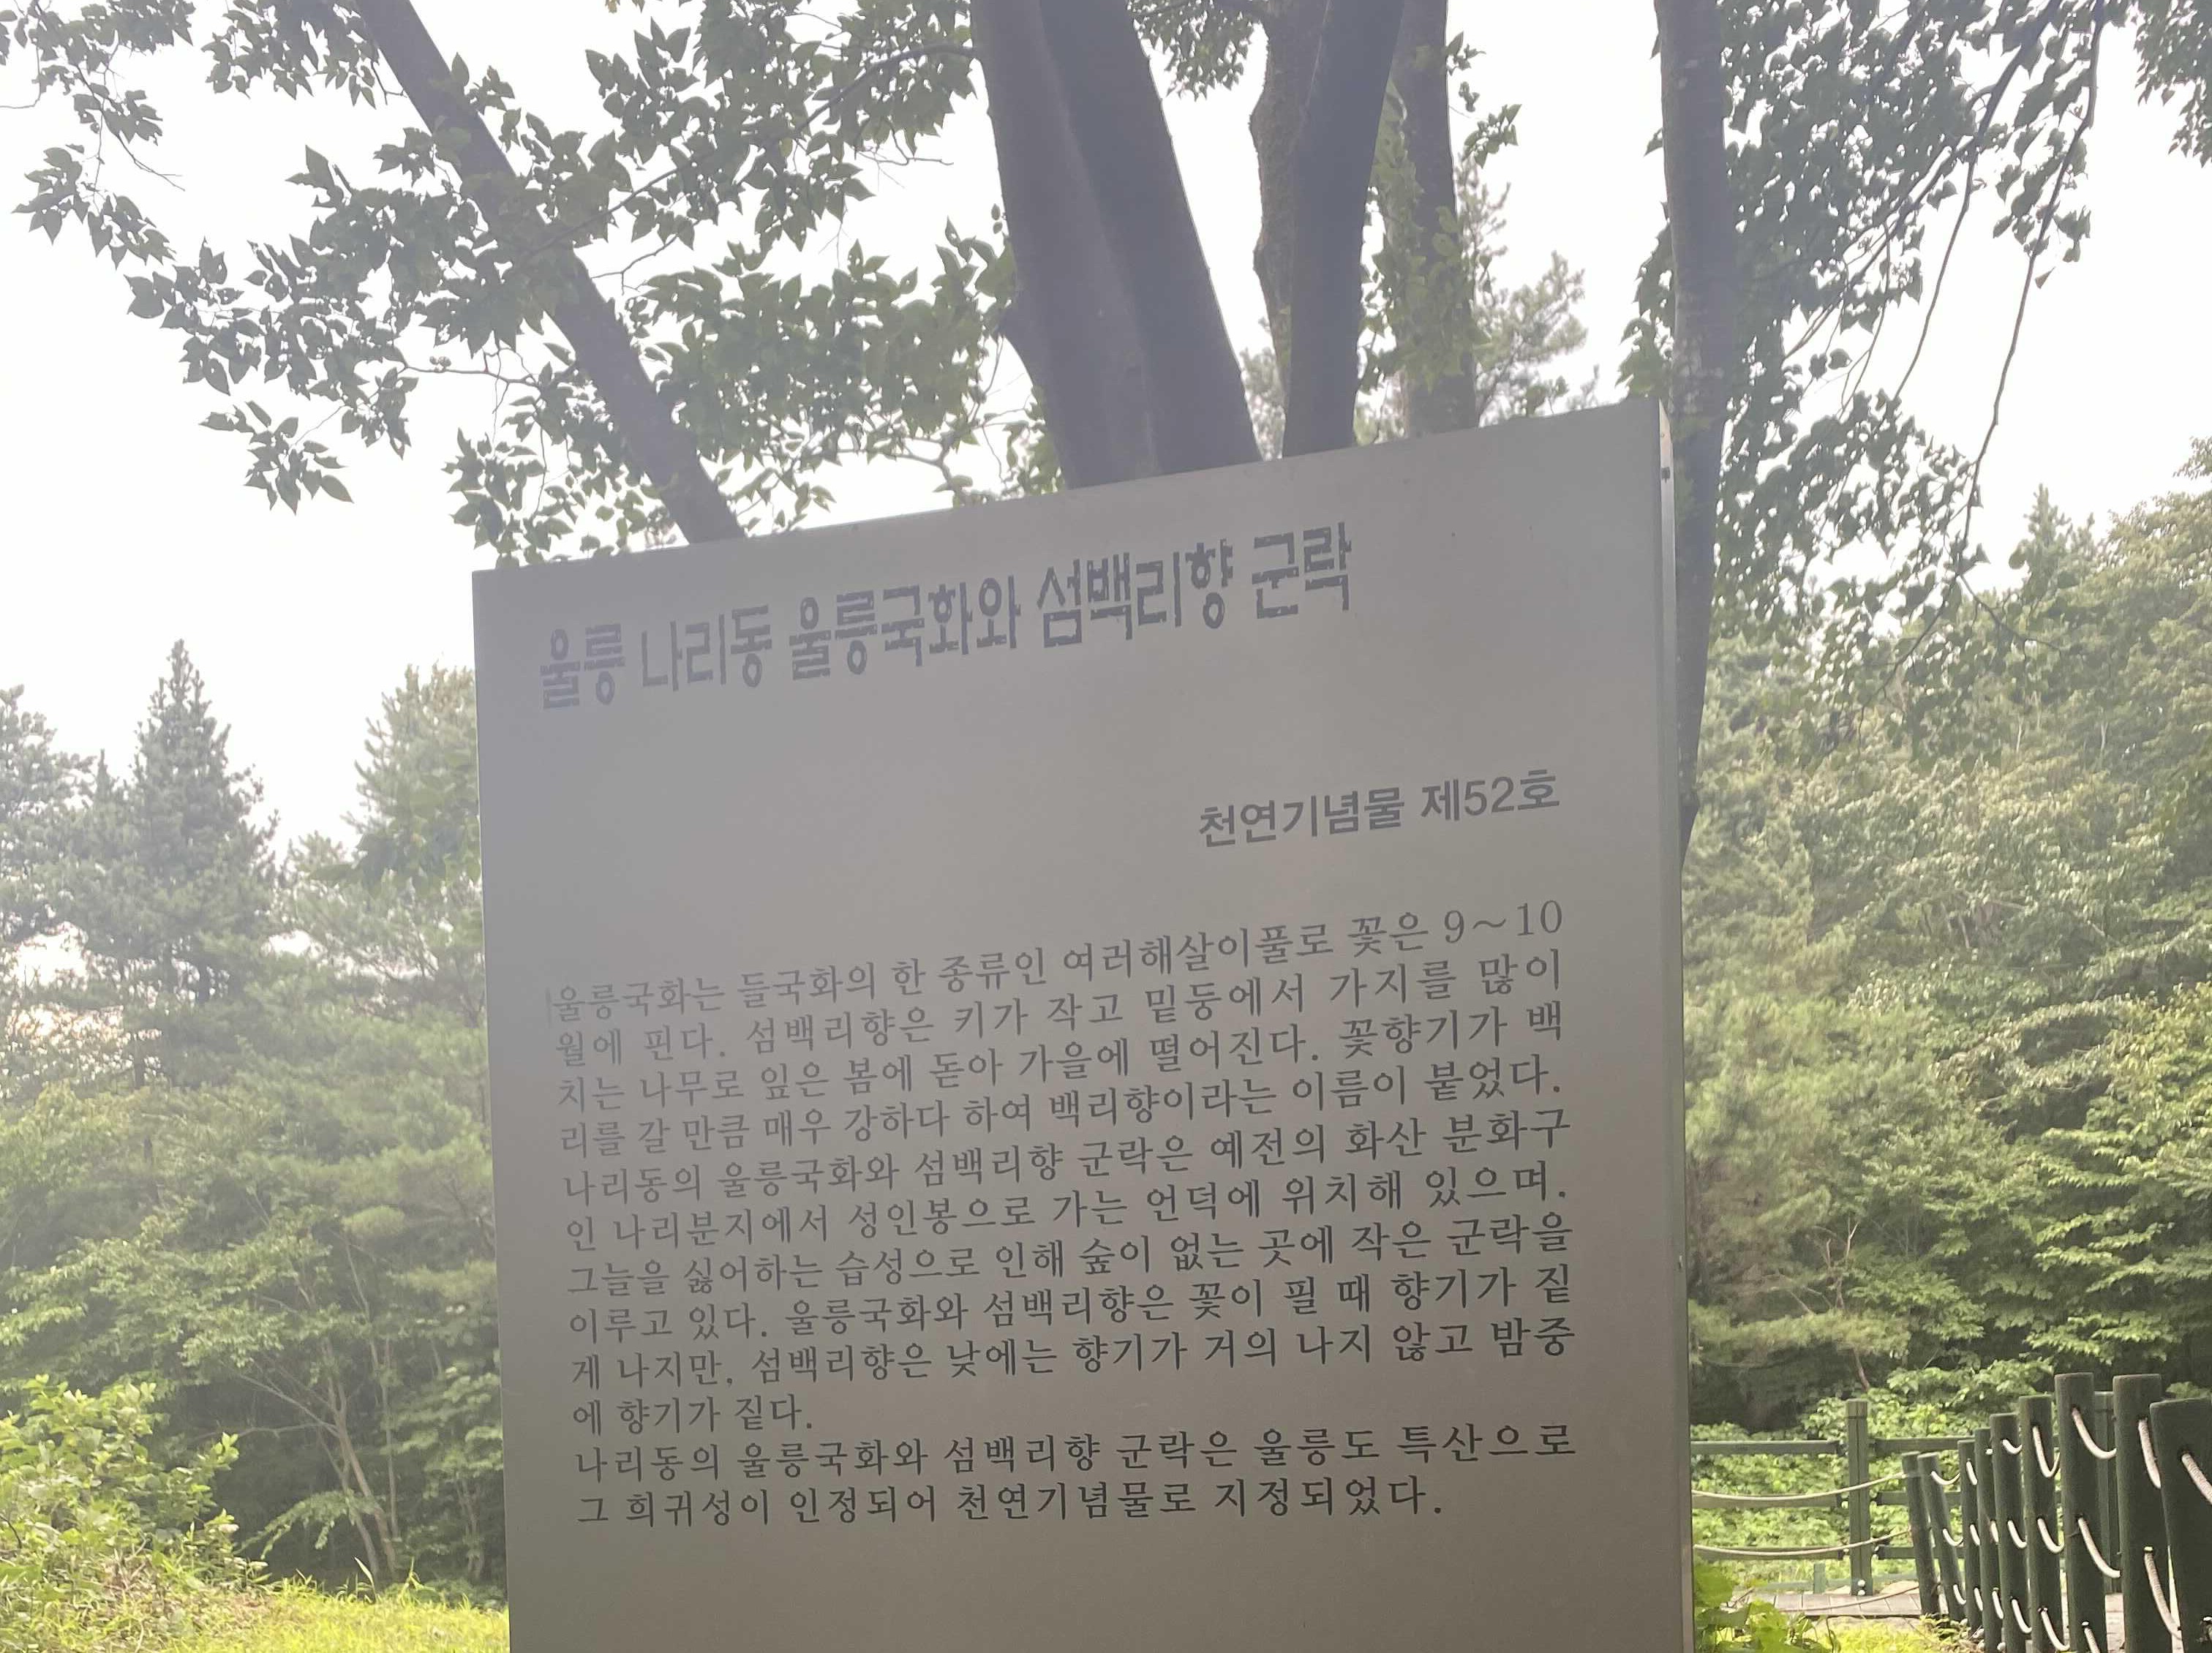 울릉 나리동 울릉국화와 섬백리향 군락
천연기념물 제52호
울릉국화는 들국화의 한 종류인 여러해살이풀로 꽃은 9~10
월에 핀다. 섬백리향은 키가 작고 밑둥에서 가지를 많이
치는 나무로 잎은 봄에 돋아 가을에 떨어진다. 꽃향기가 백
리를 갈 만큼 매우 강하다 하여 백리향이라는 이름이 붙었다.
나리동의 울릉국화와 섬백리향 군락은 예전의 화산 분화구
인 나리분지에서 성인봉으로 가는 언덕에 위치해 있으며,
그늘을 싫어하는 습성으로 인해 숲이 없는 곳에 작은 군락을
이루고 있다. 울릉국화와 섬백리향은 꽃이 필 때 향기가 짙
게 나지만, 섬백리향은 낮에는 향기가 거의 나지 않고 밤중
에 향기가 짙다.
나리동의 울릉국화와 섬백리향 군락은 울릉도 특산으로
그 희귀성이 인정되어 천연기념물로 지정되었다.